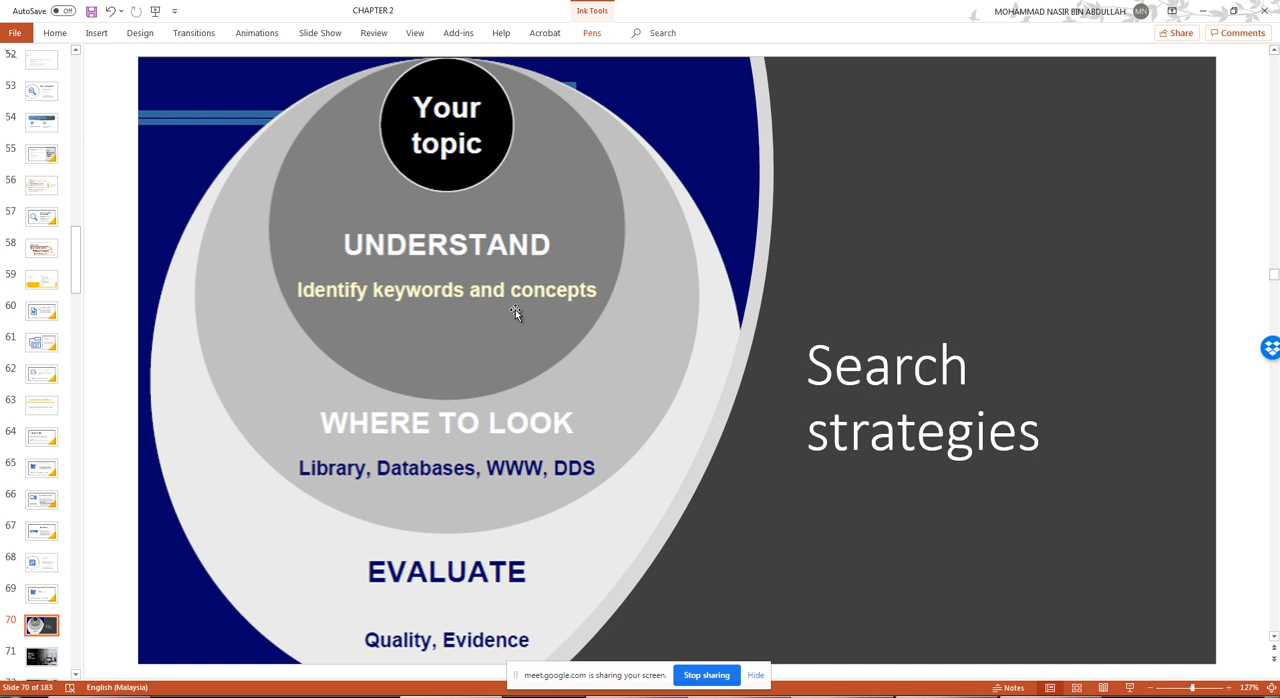 AutoSave Off
CHAPTER 2
Ink Tools
MOHAMMAD NASIR BIN ABDULLAH MN
File Home Insert Design Transitions Animations Slide Show Review View Add-ins Help Acrobat Pens Search Share Comments
52
53
54
55
56
57
58
59
60
61
62
63
64
65
66
67
68
69
70
71
Your
topic
UNDERSTAND
Identify keywords and concepts
WHERE TO LOOK
Library, Databases, WWW, DDS
EVALUATE
Quality, Evidence
Search
strategies
meet.google.com is sharing your screen. Stop sharing Hide
Slide 70 of 183 English (Malaysia) Notes 127%